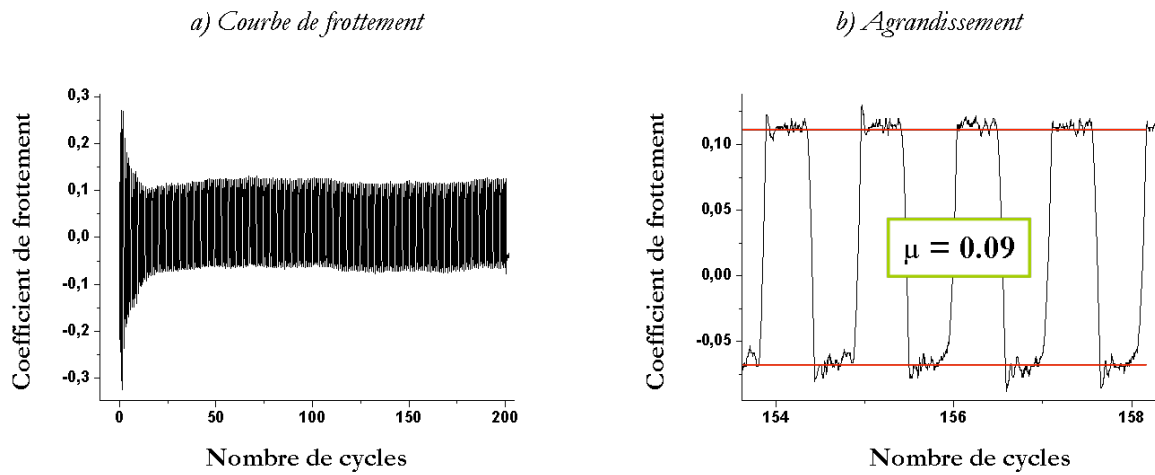 a) Courbe de frottement
Coefficient de frottement
0,3
0,2
0,1
0,0
-0,1
-0,2
-0,3
0
50
100
150
200
Nombre de cycles
b) Agrandissement
Coefficient de frottement
0,10
0,05
0,00
-0,05
μ = 0.09
154
156
158
Nombre de cycles